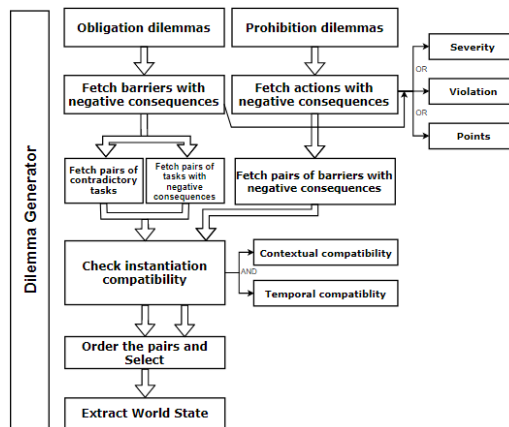 Dilemma Generator
Obligation dilemmas
Prohibition dilemmas
Fetch barriers with
negative consequences
Fetch actions with
negative consequences
Severity
OR
Violation
OR
Points
Fetch pairs of
contradictory
tasks
Fetch pairs of
tasks with
negative
consequences
Fetch pairs of barriers with
negative consequences
Check instantiation
compatibility
Contextual compatibility
AND
Temporal compatiblity
Order the pairs and
Select
Extract World State